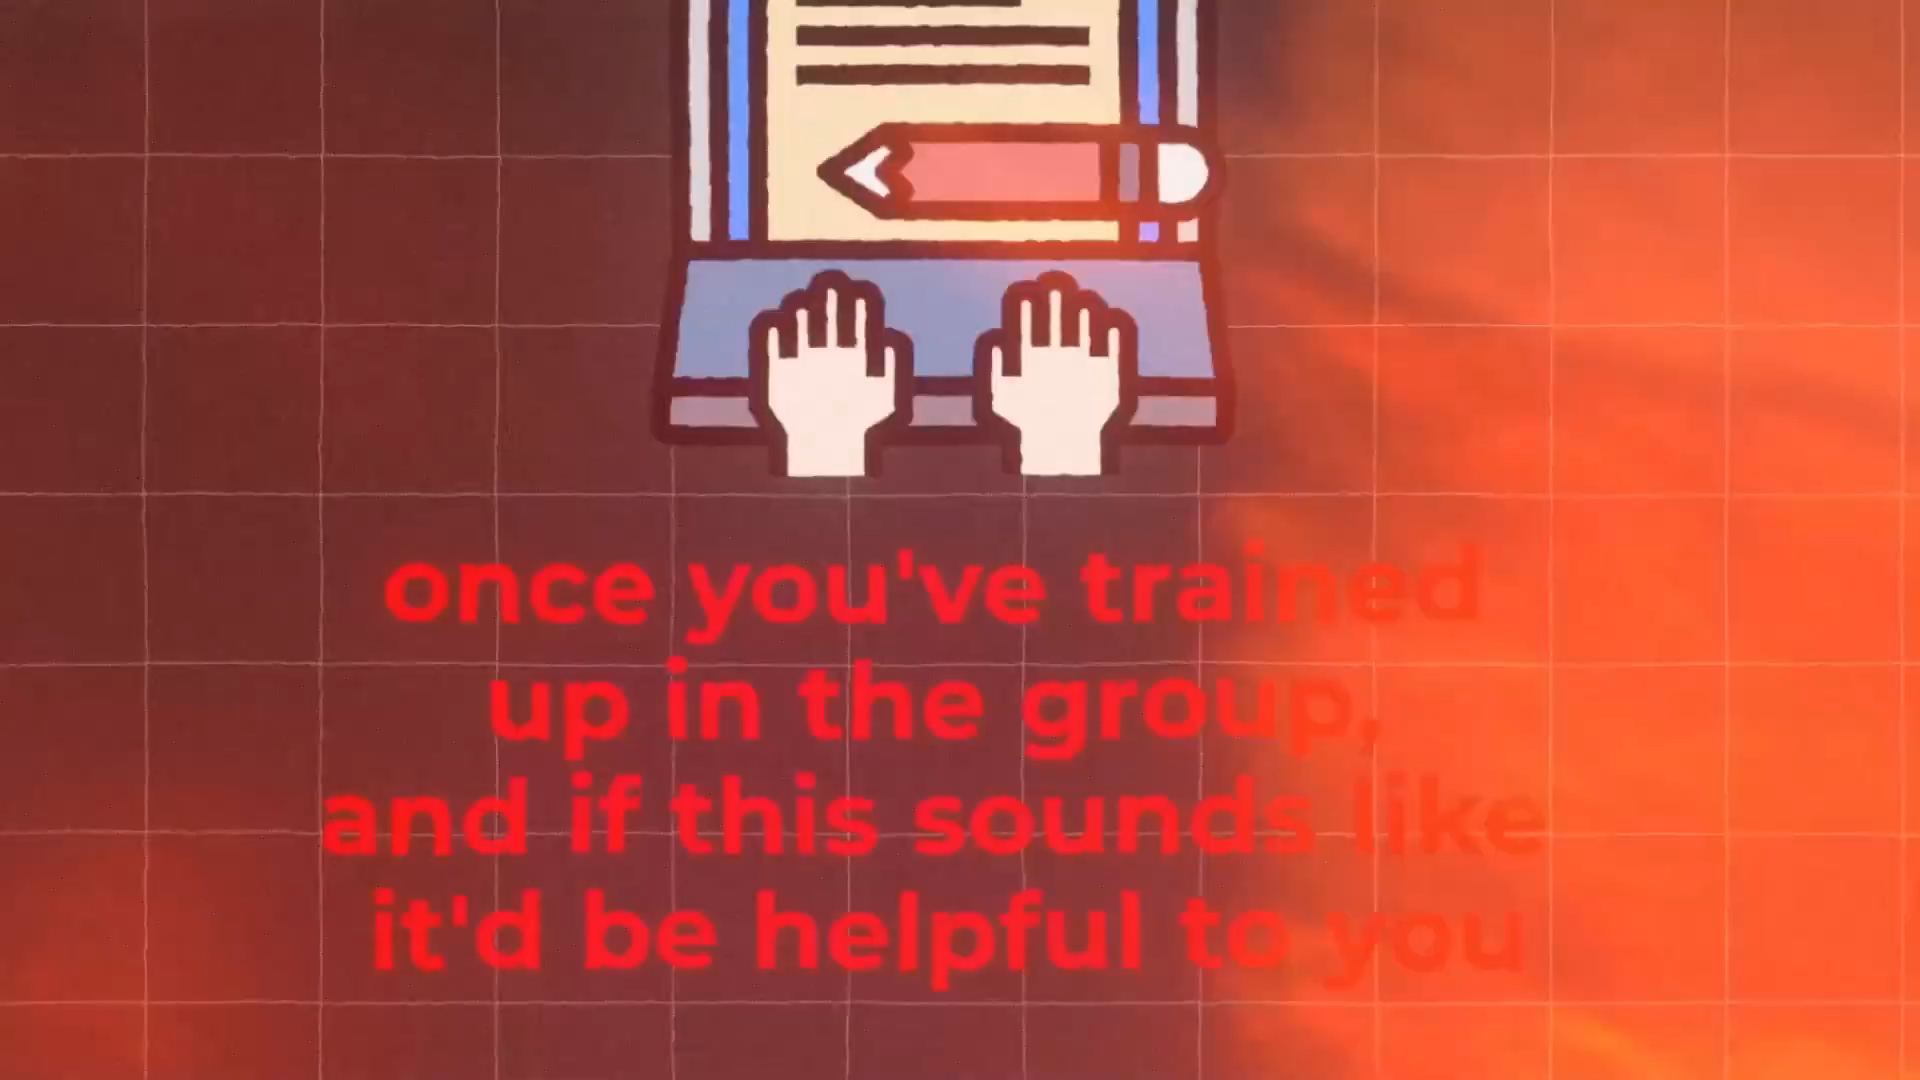 once you've trained
up in the group,
and if this sounds like
it'd be helpful to you